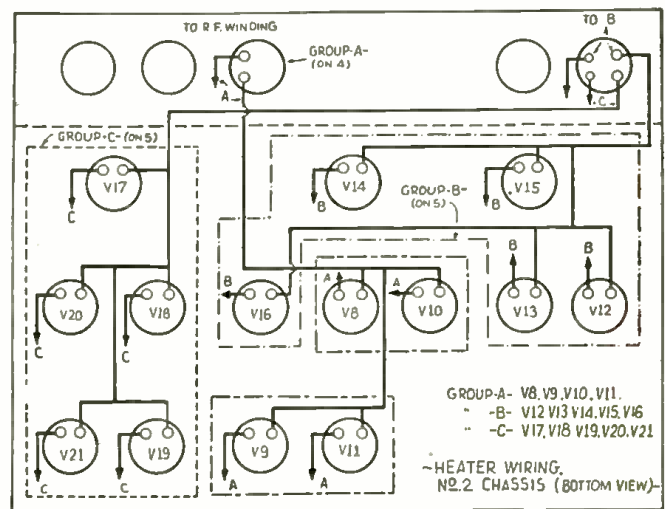 TO R.F. WINDING
TO B
GROUP-A-
(ON 4)
A
C
GROUP-C-(ON 5)
V17
V14
V15
GROUP-B-
(ON 5)
C
B
B
B
B
V20
V18
B
V16
A
V8
A
V10
V13
V12
C
C
GROUP-A- V8,V9,V10,V11.
" -B- V12 V13 V14,V15,V16
" -C- V17,V18 V19,V20,V21
V21
V19
V9
V11
C
C
A
A
~HEATER WIRING,
NO.2 CHASSIS (BOTTOM VIEW)~